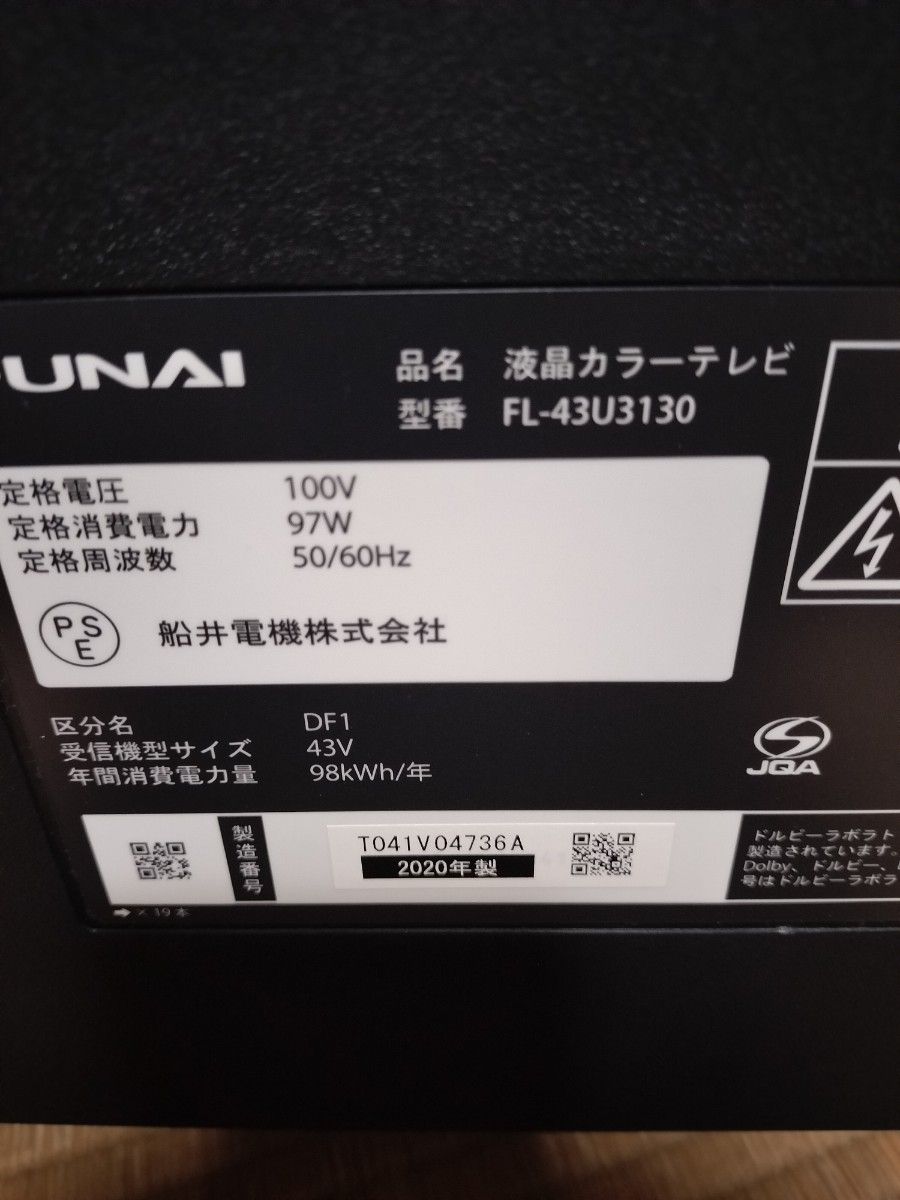 FUNAI
品名 液晶カラーテレビ
型番 FL-43U3130
定格電圧 100V
定格消費電力 97W
定格周波数 50/60Hz
PSE
船井電機株式会社
区分名 DF1
受信機型サイズ 43V
年間消費電力量 98kWh/年
JQA
製造番号
T041V04736A
2020年製
ドルビーラボラト
製造されています。
Dolby、ドルビー、
号はドルビーラボラ
➡ × 19本